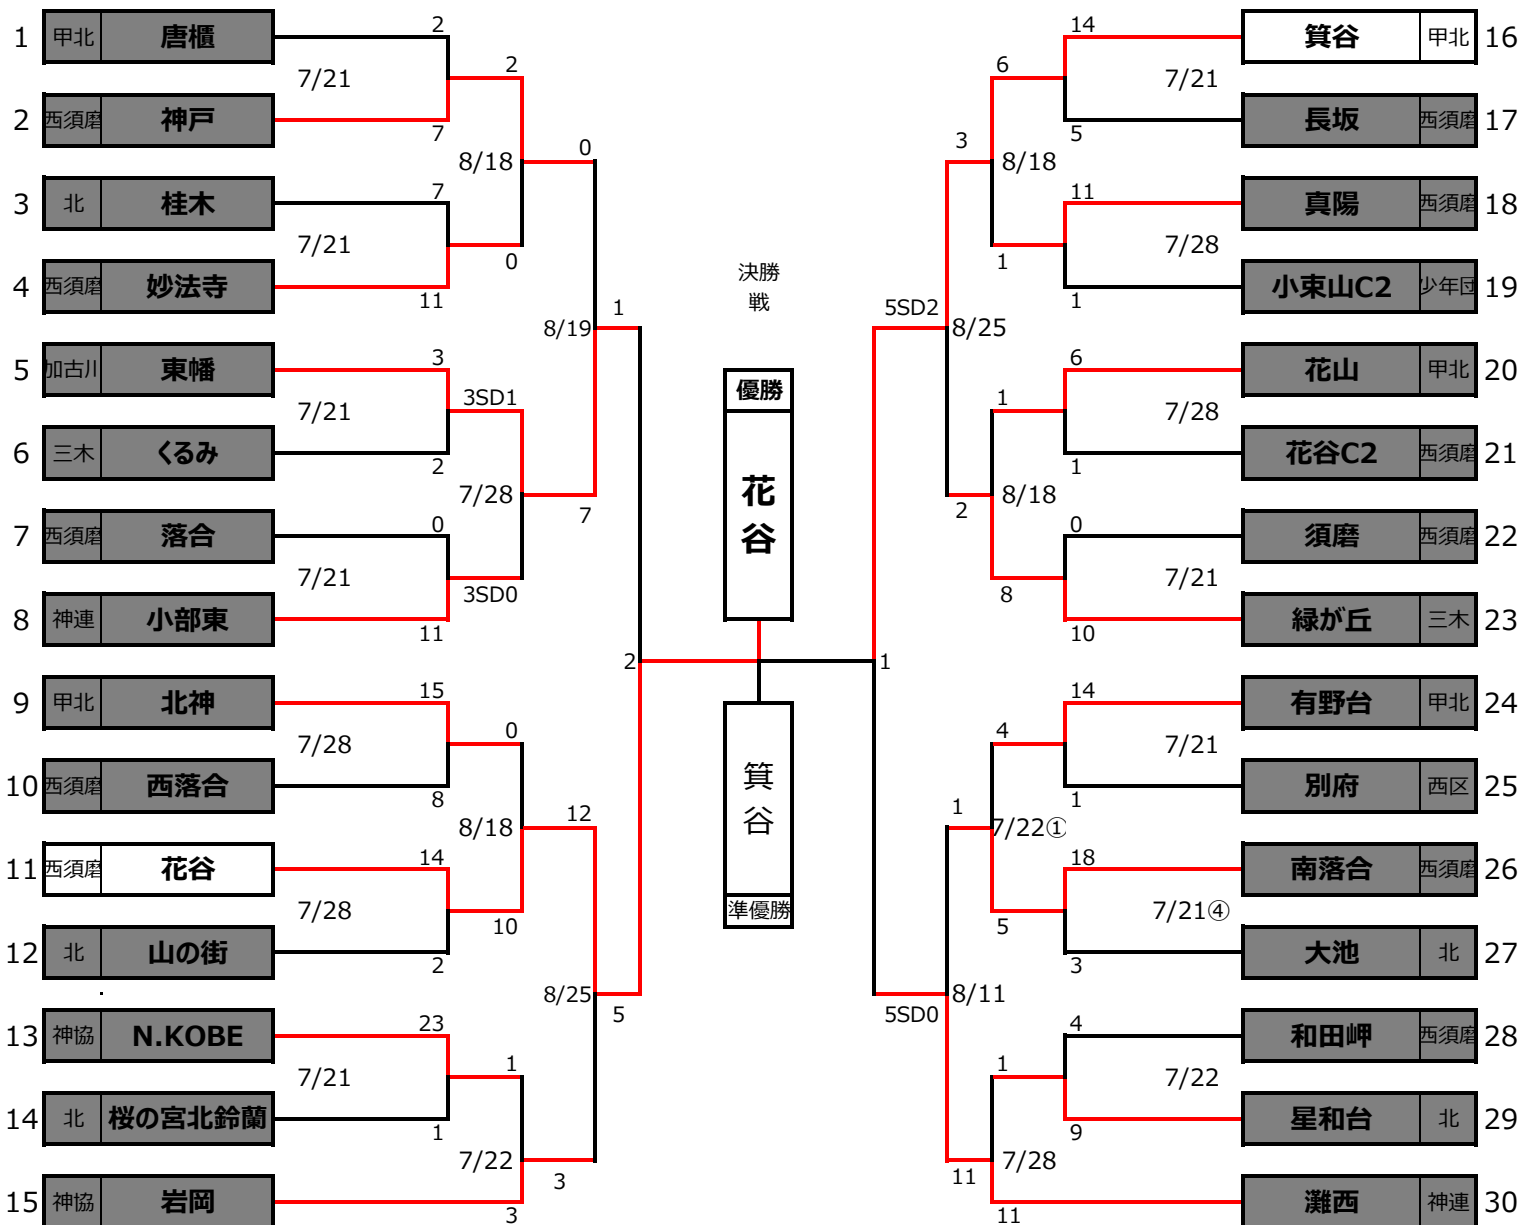 1 甲北 唐櫃 2
7/21 2
2 西須磨 神戸 7
8/18 0
3 北 桂木 7
7/21 0
4 西須磨 妙法寺 11
8/19 1
5 加古川 東幡 3
7/21 3SD1
6 三木 くるみ 2
7/28 7
7 西須磨 落合 0
7/21 3SD0
8 神連 小部東 11
2
9 甲北 北神 15
7/28 0
10 西須磨 西落合 8
8/18 12
11 西須磨 花谷 14
7/28 10
12 北 山の街 2
8/25 5
13 神協 N.KOBE 23
7/21 1
14 北 桜の宮北鈴蘭 1
7/22 3
15 神協 岩岡 3
決勝
戦
優勝
花
谷
箕
谷
準優勝
14 箕谷 甲北 16
6 7/21
5 長坂 西須磨 17
3 8/18
11 真陽 西須磨 18
1 7/28
1 小束山C2 少年団 19
5SD2 8/25
6 花山 甲北 20
1 7/28
1 花谷C2 西須磨 21
2 8/18
0 須磨 西須磨 22
8 7/21
10 緑が丘 三木 23
1
14 有野台 甲北 24
4 7/21
1 別府 西区 25
1 7/22①
18 南落合 西須磨 26
5 7/21④
3 大池 北 27
5SD0 8/11
4 和田岬 西須磨 28
1 7/22
9 星和台 北 29
11 7/28
11 灘西 神連 30